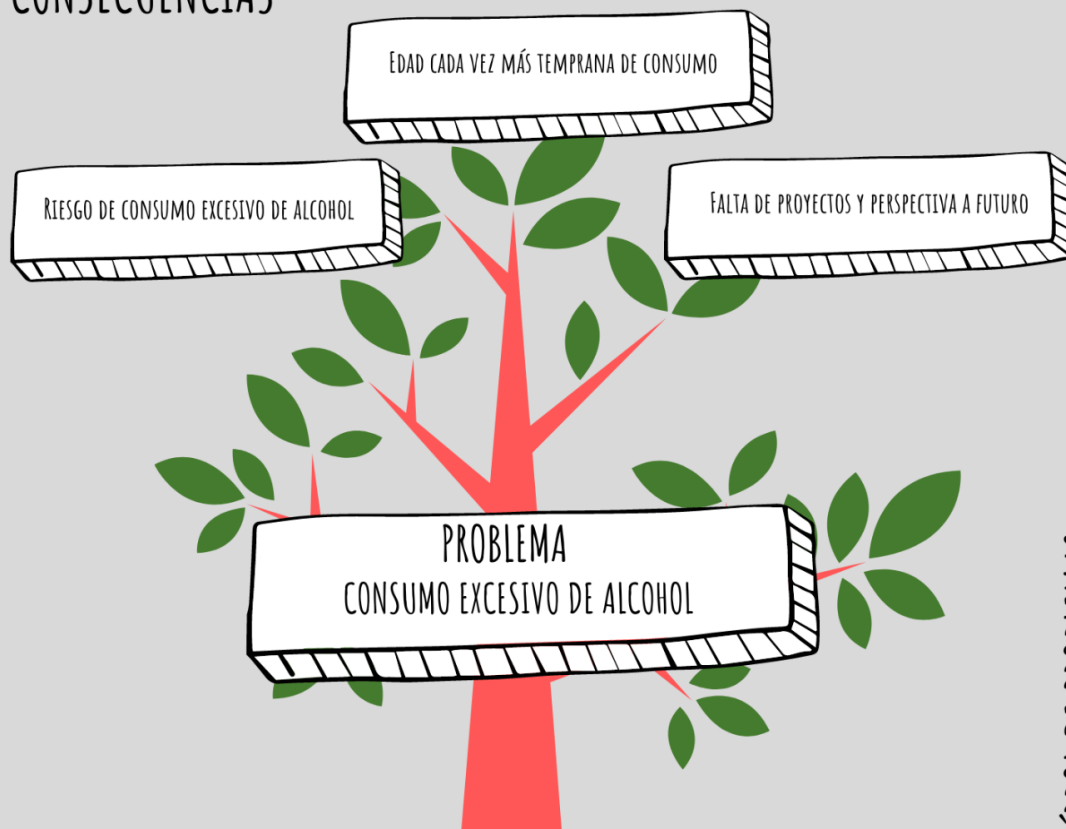 CONSECUENCIAS
EDAD CADA VEZ MÁS TEMPRANA DE CONSUMO
RIESGO DE CONSUMO EXCESIVO DE ALCOHOL
FALTA DE PROYECTOS Y PERSPECTIVA A FUTURO
PROBLEMA
CONSUMO EXCESIVO DE ALCOHOL